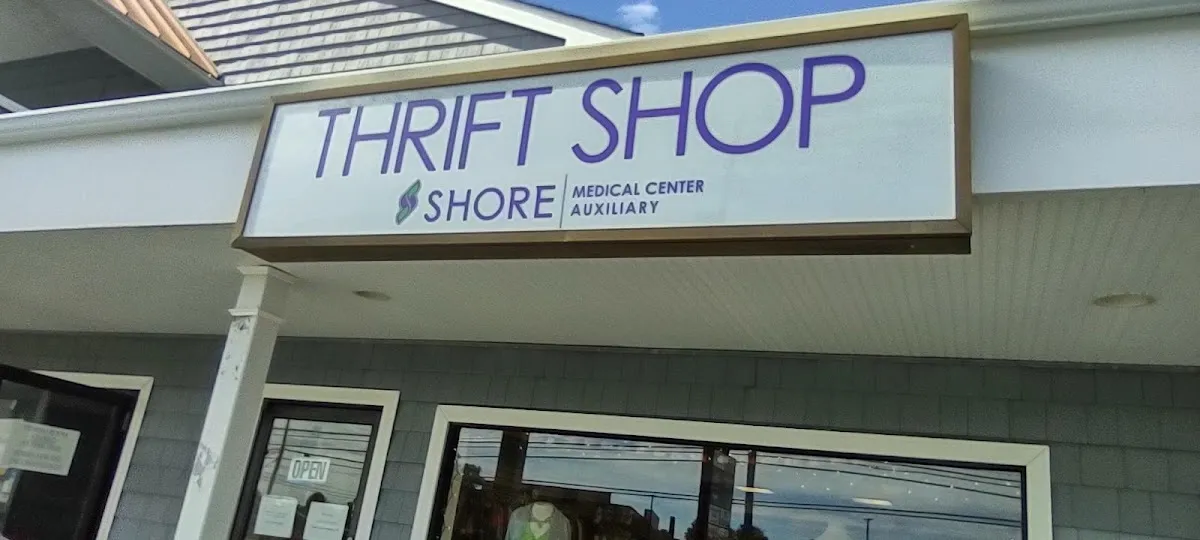 THRIFT SHOP
SHORE
MEDICAL CENTER
AUXILIARY
OPEN